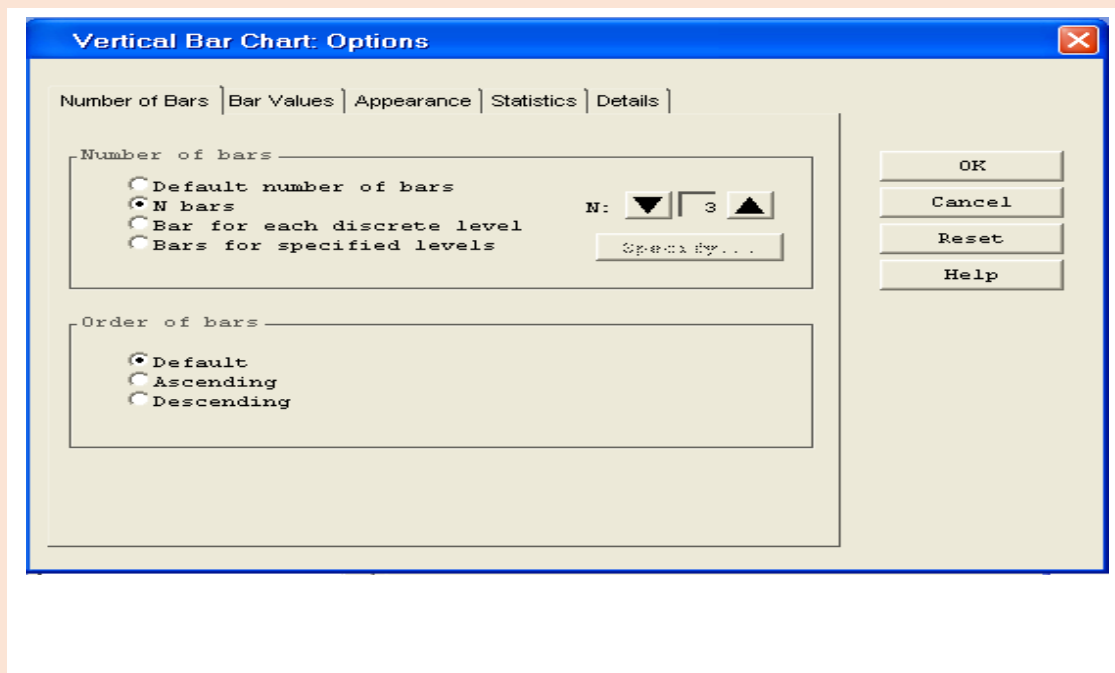 Vertical Bar Chart: Options
Number of Bars Bar Values Appearance Statistics Details
Number of bars
Default number of bars
N bars
N: 3
Bar for each discrete level
Bars for specified levels
Specify...
Order of bars
Default
Ascending
Descending
OK
Cancel
Reset
Help